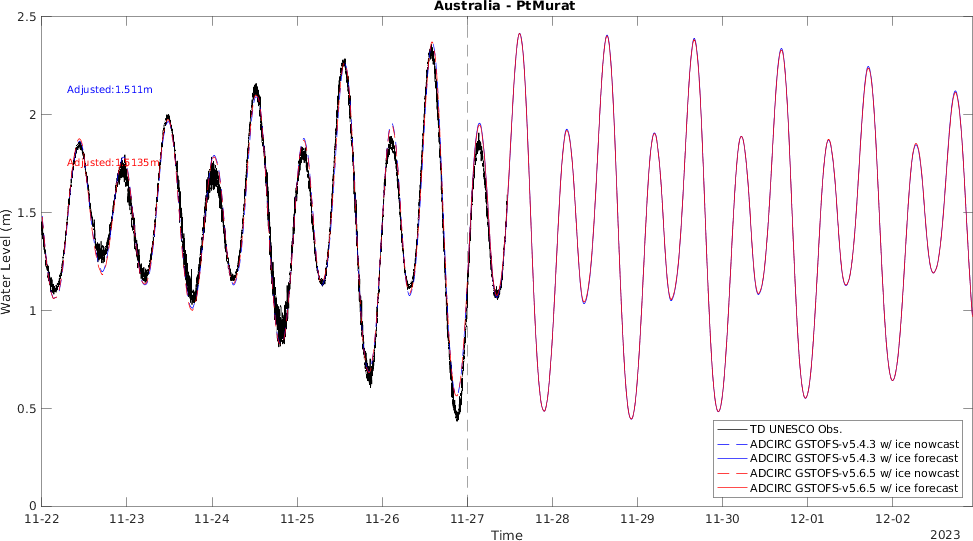 Australia - PtMurat
2.5
2
1.5
1
0.5
0
Water Level (m)
Adjusted:1.511m
Adjusted:1.5135m
TD UNESCO Obs.
ADCIRC GSTOFS-v5.4.3 w/ ice nowcast
ADCIRC GSTOFS-v5.4.3 w/ ice forecast
ADCIRC GSTOFS-v5.6.5 w/ ice nowcast
ADCIRC GSTOFS-v5.6.5 w/ ice forecast
11-22 11-23 11-24 11-25 11-26 11-27 11-28 11-29 11-30 12-01 12-02
Time
2023